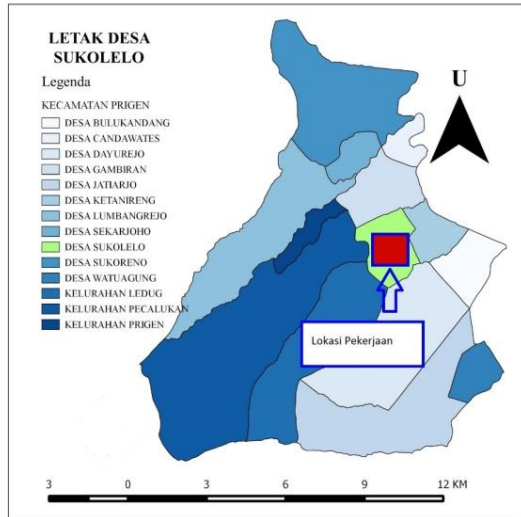 LETAK DESA
SUKOLELO
Legenda
KECAMATAN PRIGEN
DESA BULUKANDANG
DESA CANDAWATES
DESA DAYUREJO
DESA GAMBIRAN
DESA JATIARJO
DESA KETANIRENG
DESA LUMBANGREJO
DESA SEKARJOHO
DESA SUKOLELO
DESA SUKORENO
DESA WATUAGUNG
KELURAHAN LEDUG
KELURAHAN PECALUKAN
KELURAHAN PRIGEN
U
Lokasi Pekerjaan
3 0 3 6 9 12 KM